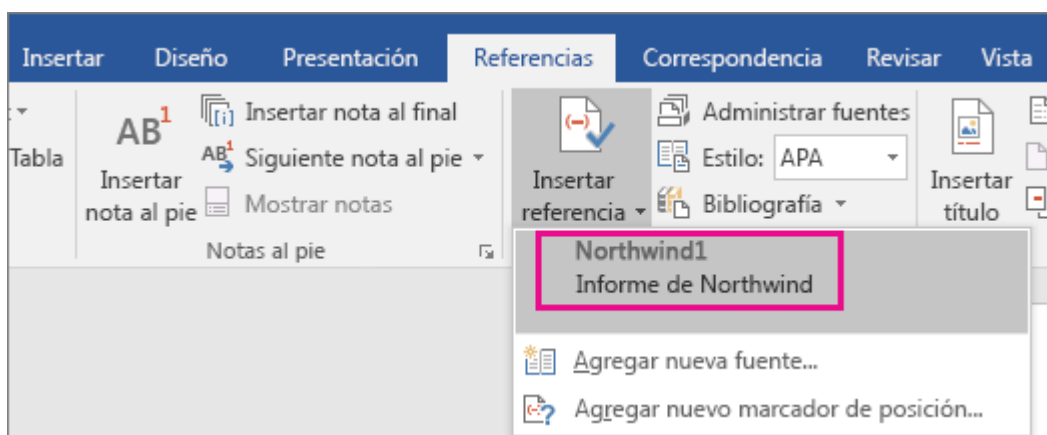 Insertar Diseño Presentación Referencias Correspondencia Revisar Vista
Tabla
AB1
Insertar
nota al pie
[i] Insertar nota al final
AB1 Siguiente nota al pie
Mostrar notas
Notas al pie
(-)
Insertar
referencia
Administrar fuentes
Estilo: APA
Bibliografía
Insertar
título
Northwind1
Informe de Northwind
Agregar nueva fuente...
Agregar nuevo marcador de posición...